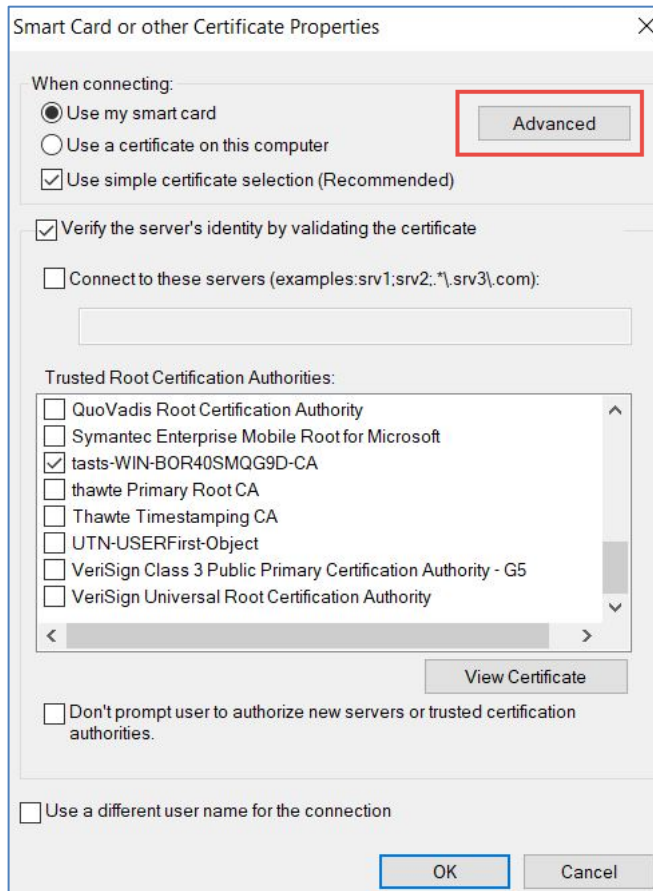 Smart Card or other Certificate Properties
When connecting:
Use my smart card
Advanced
Use a certificate on this computer
Use simple certificate selection (Recommended)
Verify the server's identity by validating the certificate
Connect to these servers (examples:srv1;srv2;.*\.srv3\.com):
Trusted Root Certification Authorities:
QuoVadis Root Certification Authority
Symantec Enterprise Mobile Root for Microsoft
tasts-WIN-BOR40SMQG9D-CA
thawte Primary Root CA
Thawte Timestamping CA
UTN-USERFirst-Object
VeriSign Class 3 Public Primary Certification Authority - G5
VeriSign Universal Root Certification Authority
View Certificate
Don't prompt user to authorize new servers or trusted certification
authorities.
Use a different user name for the connection
OK
Cancel